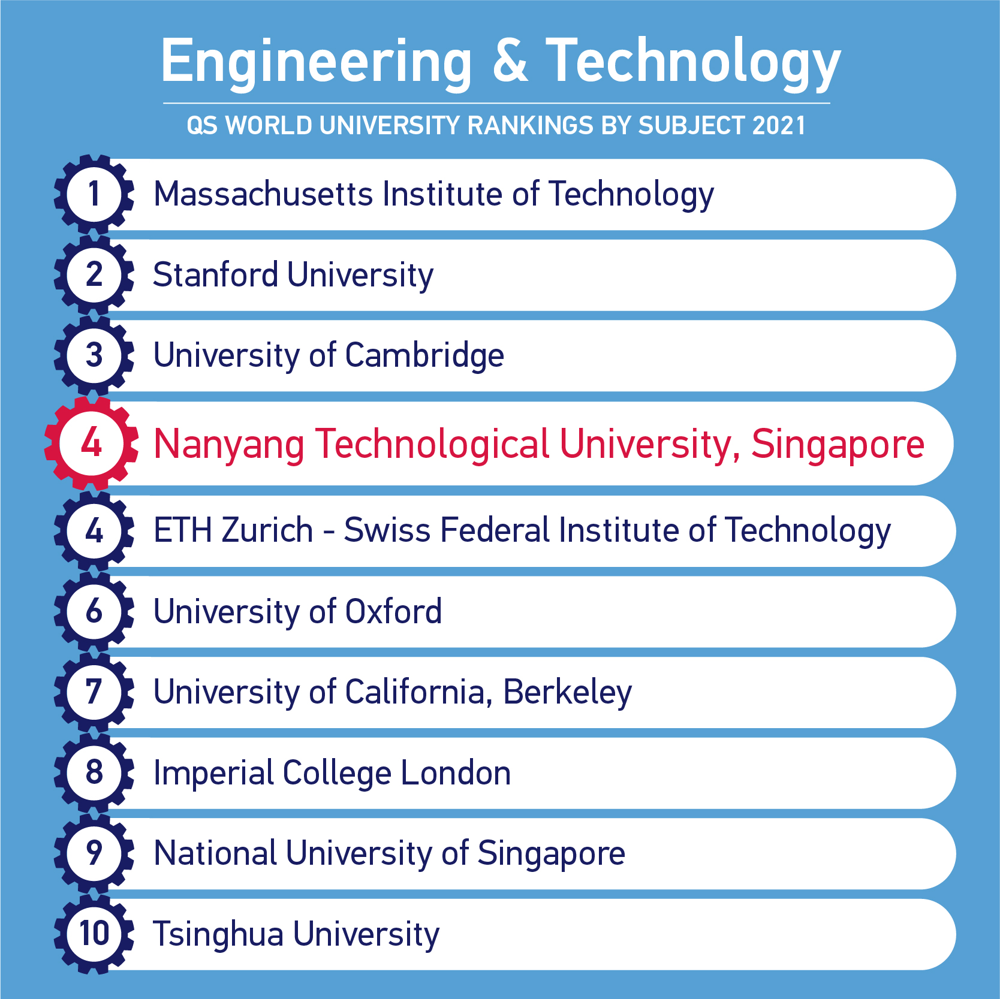 Engineering & Technology
QS WORLD UNIVERSITY RANKINGS BY SUBJECT 2021
1 Massachusetts Institute of Technology
2 Stanford University
3 University of Cambridge
4 Nanyang Technological University, Singapore
4 ETH Zurich - Swiss Federal Institute of Technology
6 University of Oxford
7 University of California, Berkeley
8 Imperial College London
9 National University of Singapore
10 Tsinghua University